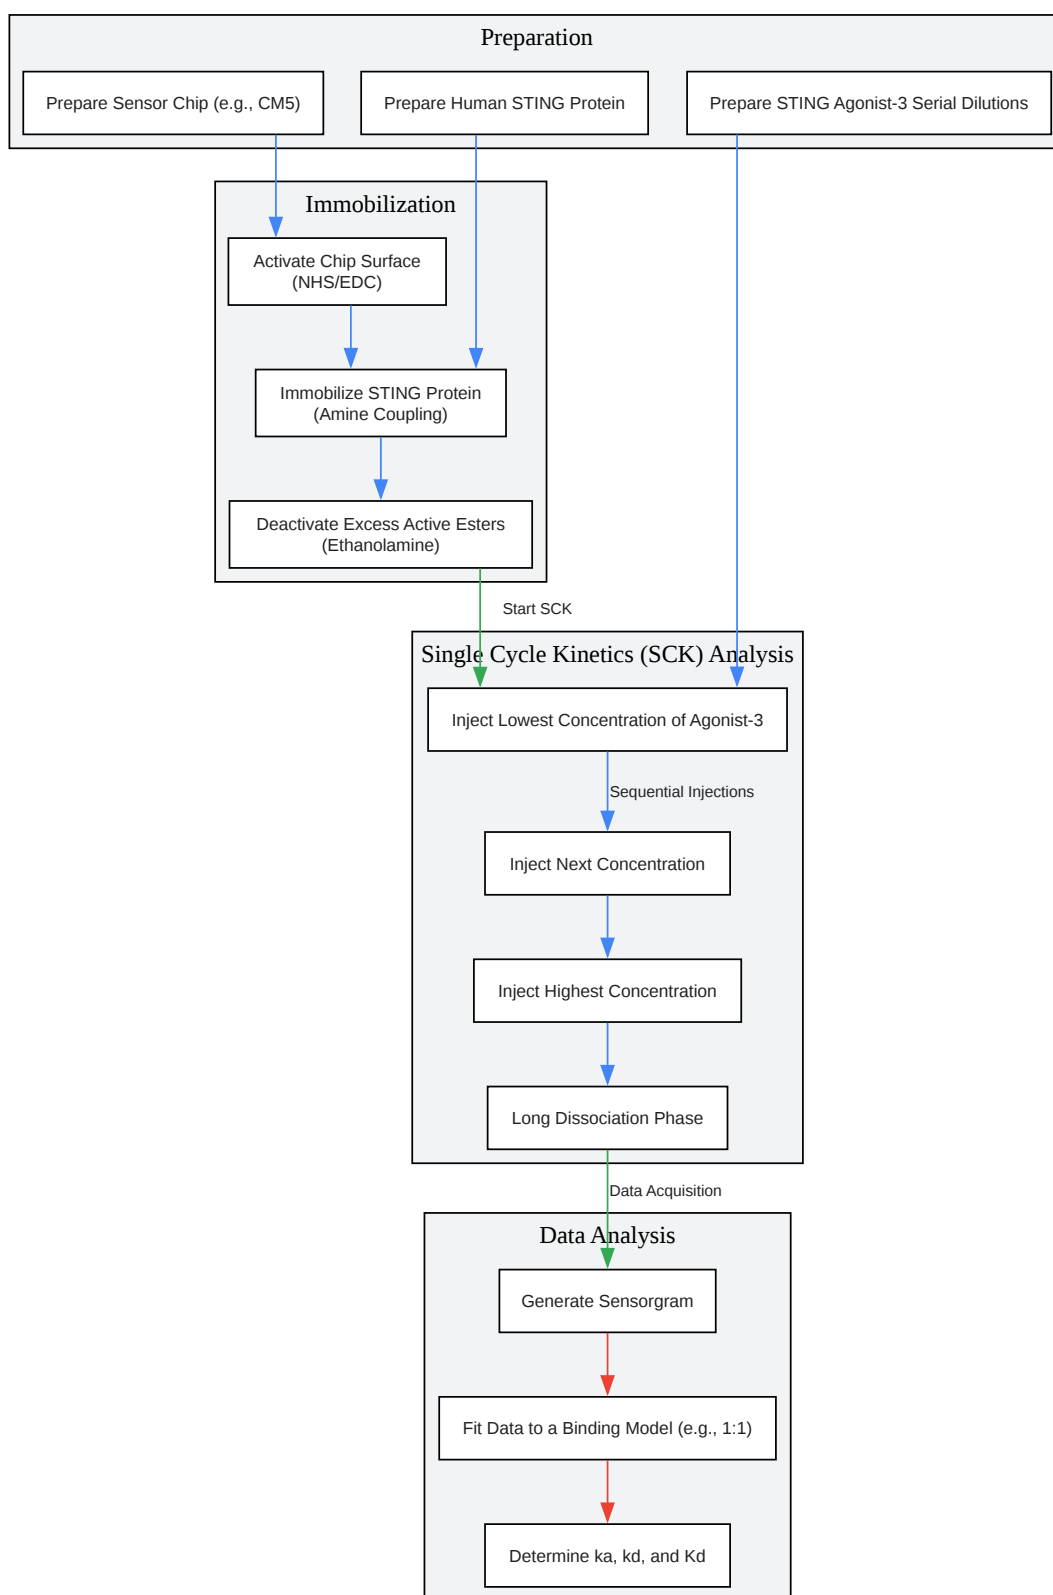 Preparation
Prepare Sensor Chip (e.g., CM5)
Prepare Human STING Protein
Prepare STING Agonist-3 Serial Dilutions
Immobilization
Activate Chip Surface
(NHS/EDC)
Immobilize STING Protein
(Amine Coupling)
Deactivate Excess Active Esters
(Ethanolamine)
Start SCK
Single Cycle Kinetics (SCK) Analysis
Inject Lowest Concentration of Agonist-3
Sequential Injections
Inject Next Concentration
Inject Highest Concentration
Long Dissociation Phase
Data Acquisition
Data Analysis
Generate Sensorgram
Fit Data to a Binding Model (e.g., 1:1)
Determine ka, kd, and Kd